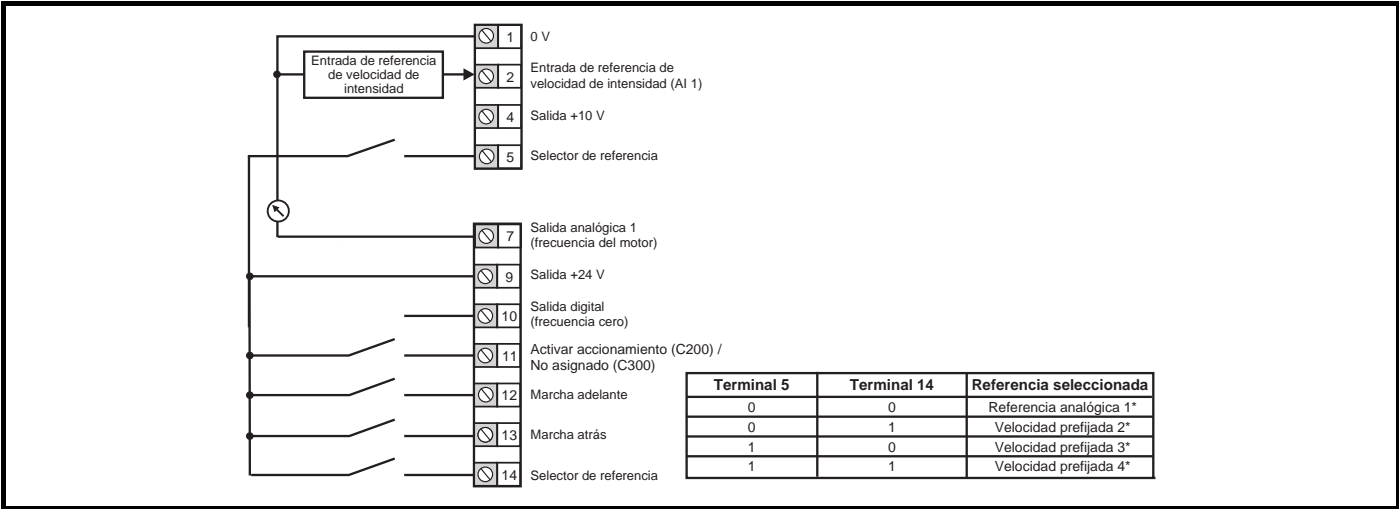 1 0 V
Entrada de referencia
de velocidad de
intensidad
2 Entrada de referencia de
velocidad de intensidad (AI 1)
4 Salida +10 V
5 Selector de referencia
7 Salida analógica 1
(frecuencia del motor)
9 Salida +24 V
10 Salida digital
(frecuencia cero)
11 Activar accionamiento (C200) /
No asignado (C300)
12 Marcha adelante
13 Marcha atrás
14 Selector de referencia
Terminal 5 Terminal 14 Referencia seleccionada
0 0 Referencia analógica 1*
0 1 Velocidad prefijada 2*
1 0 Velocidad prefijada 3*
1 1 Velocidad prefijada 4*